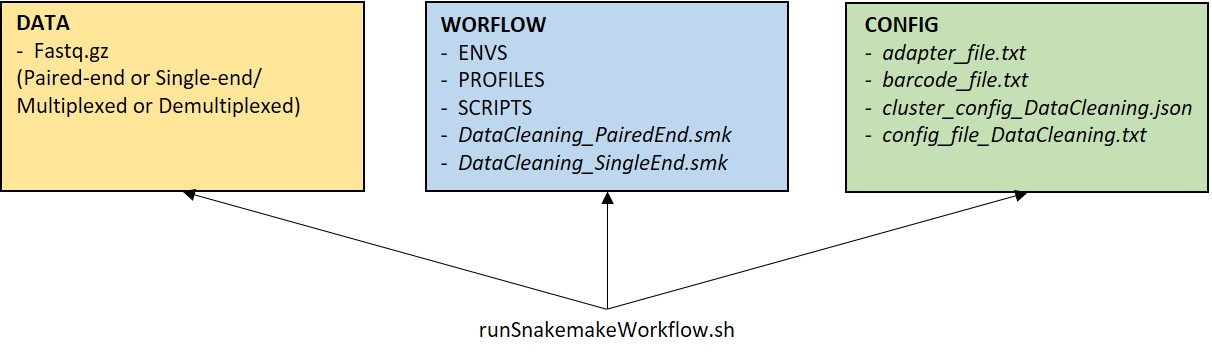 DATA
- Fastq.gz
(Paired-end or Single-end/
Multiplexed or Demultiplexed)
WORFLOW
- ENVS
- PROFILES
- SCRIPTS
- DataCleaning_PairedEnd.smk
- DataCleaning_SingleEnd.smk
CONFIG
- adapter_file.txt
- barcode_file.txt
- cluster_config_DataCleaning.json
- config_file_DataCleaning.txt
runSnakemakeWorkflow.sh